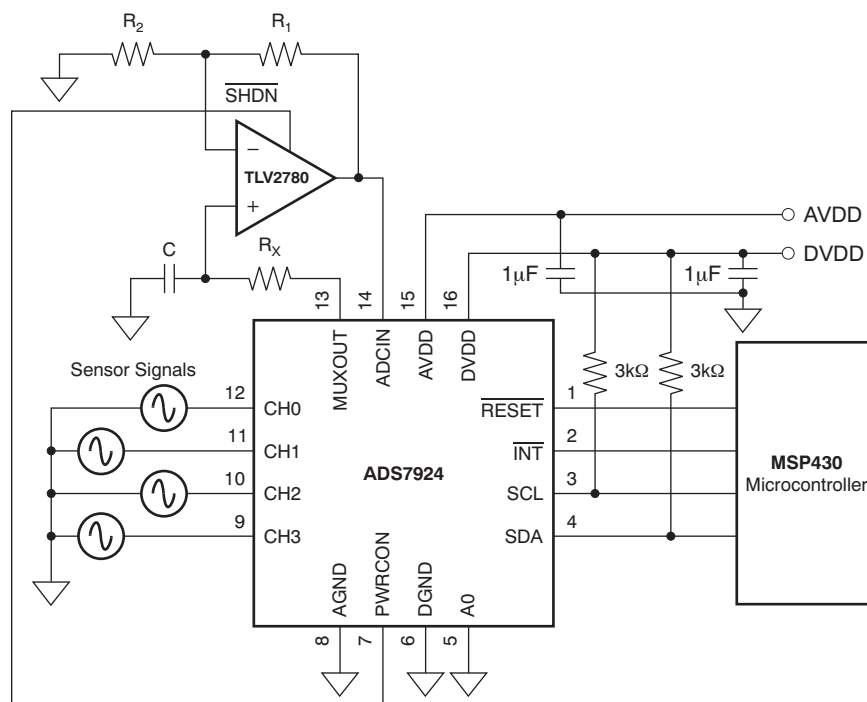 R2
R1
SHDN
TLV2780
−
+
C
RX
AVDD
DVDD
1μF
1μF
13
14
15
16
MUXOUT
ADCIN
AVDD
DVDD
3kΩ
3kΩ
Sensor Signals
12
CH0
11
CH1
10
CH2
9
CH3
ADS7924
RESET
1
INT
2
SCL
3
SDA
4
MSP430
Microcontroller
AGND
PWRCON
DGND
A0
8
7
6
5